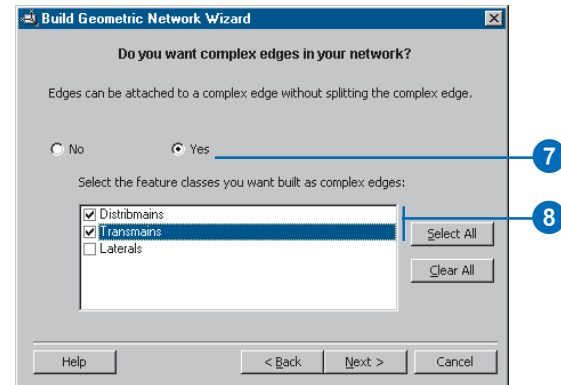 Build Geometric Network Wizard
Do you want complex edges in your network?
Edges can be attached to a complex edge without splitting the complex edge.
No
Yes
7
Select the feature classes you want built as complex edges:
Distribmains
Transmains
Laterals
8
Select All
Clear All
Help
< Back
Next >
Cancel